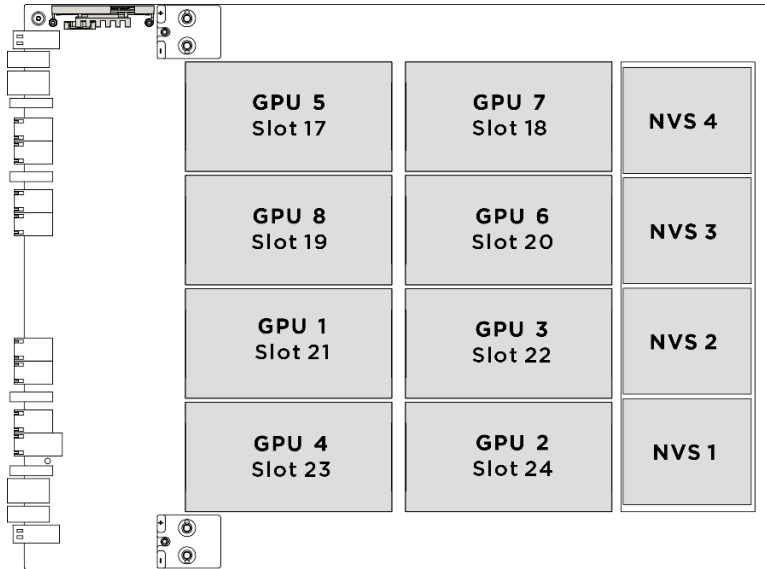 GPU 5
Slot 17
GPU 7
Slot 18
NVS 4
GPU 8
Slot 19
GPU 6
Slot 20
NVS 3
GPU 1
Slot 21
GPU 3
Slot 22
NVS 2
GPU 4
Slot 23
GPU 2
Slot 24
NVS 1